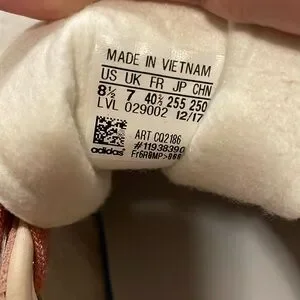 MADE IN VIETNAM
US UK FR JP CHN
8½ 7 40⅔ 255 250
LVL 029002 12/17
ART CQ2186
#11938390
adidas